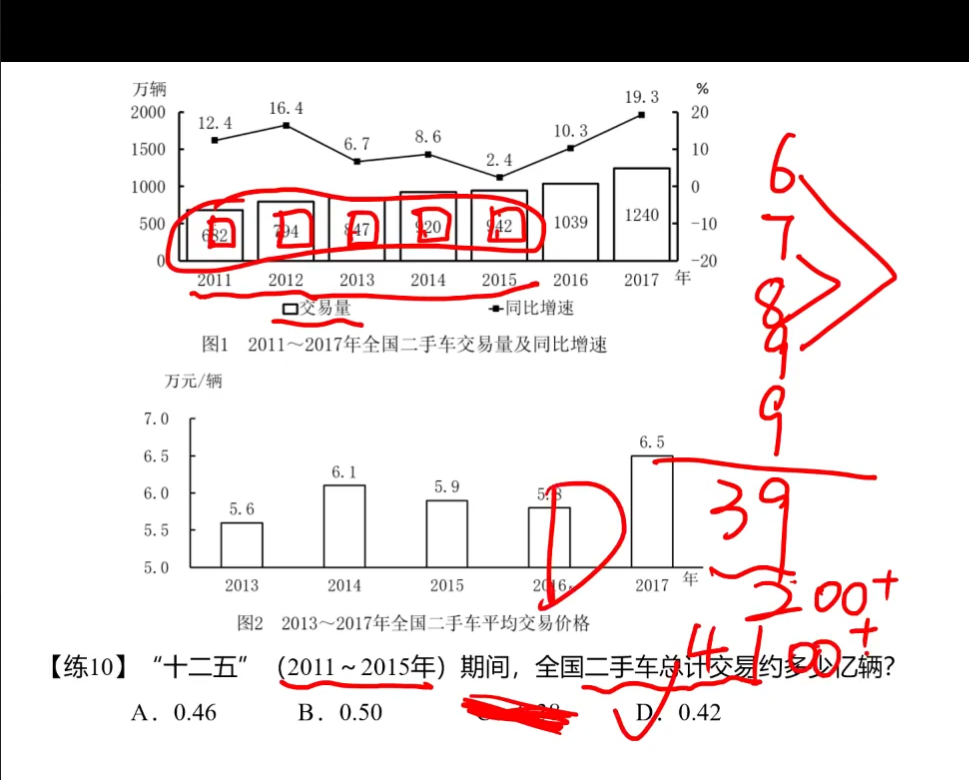 万辆 %
2000 20
1500 10
1000 0
500 -10
0 -20
12.4 16.4 6.7 8.6 2.4 10.3 19.3
682 794 847 920 942 1039 1240
2011 2012 2013 2014 2015 2016 2017 年
交易量 同比增速
图1 2011～2017年全国二手车交易量及同比增速
万元/辆
7.0
6.5
6.0
5.5
5.0
5.6 6.1 5.9 5.8 6.5
2013 2014 2015 2016 2017 年
图2 2013～2017年全国二手车平均交易价格
6
7
8
9
9
39
200+
4100+
【练10】“十二五”（2011～2015年）期间，全国二手车总计交易约多少亿辆？
A．0.46 B．0.50 D．0.42